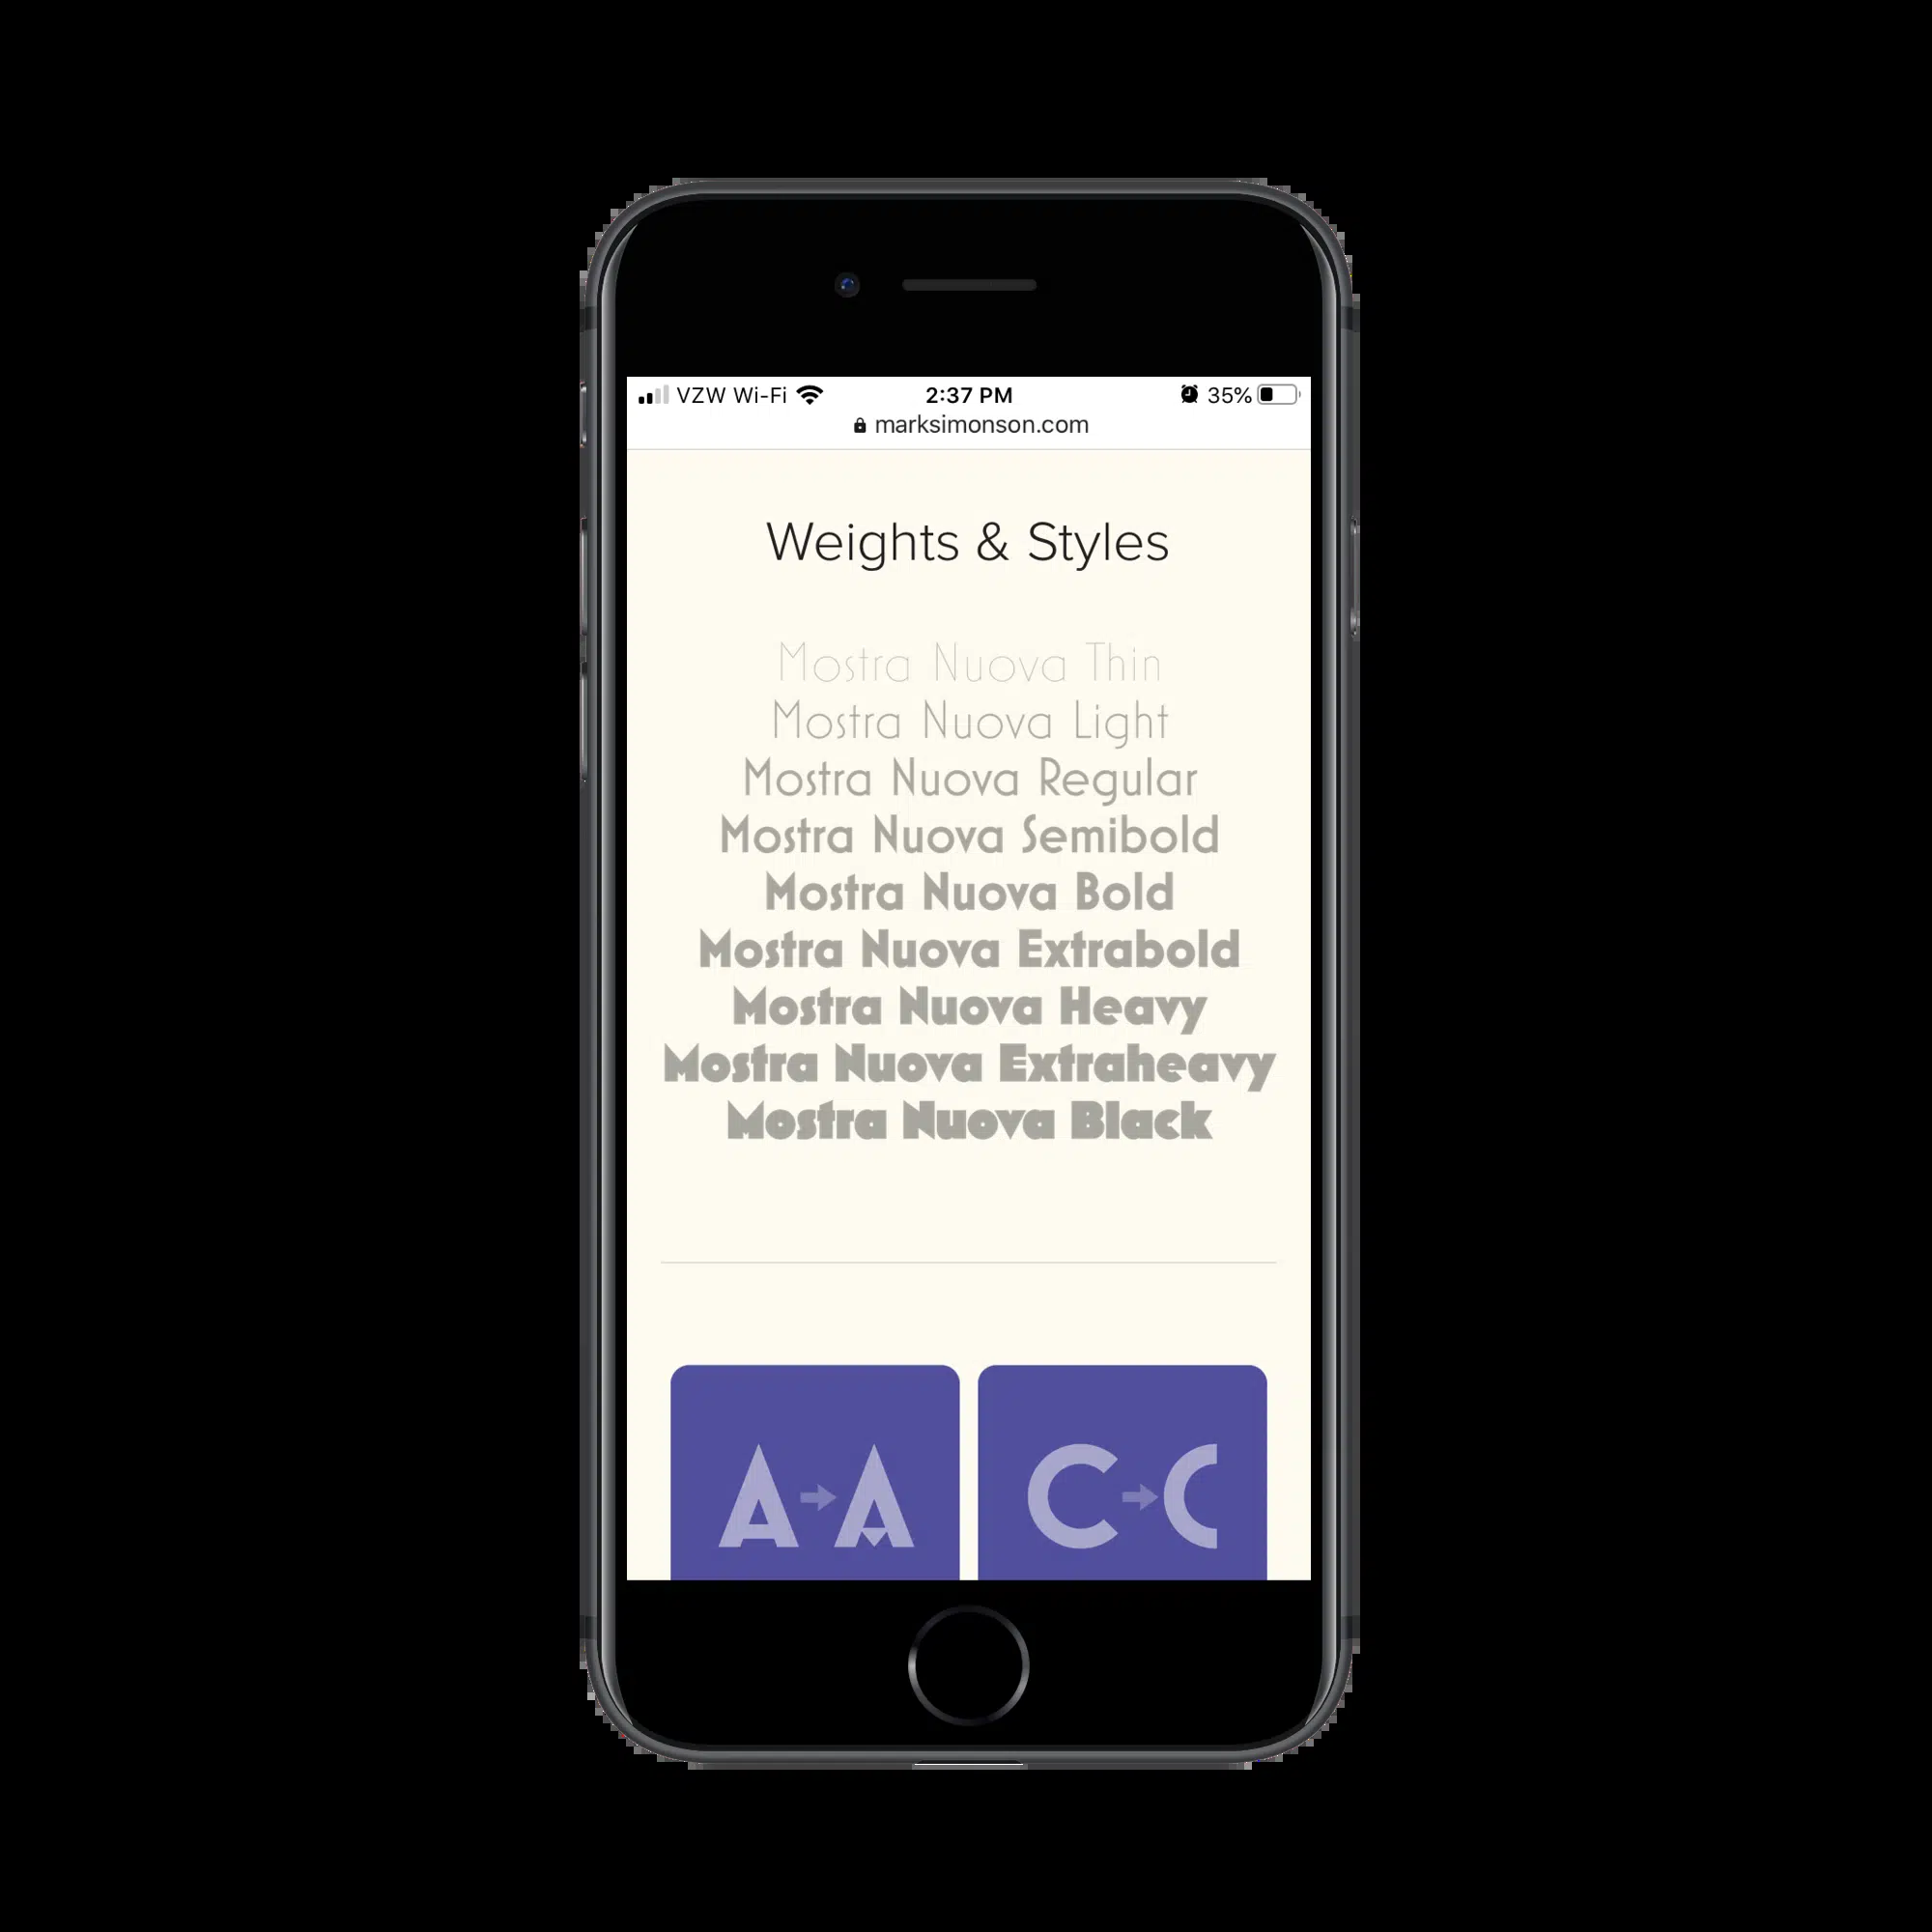 VZW Wi-Fi 2:37 PM 35%
marksimonson.com
Weights & Styles
Mostra Nuova Thin
Mostra Nuova Light
Mostra Nuova Regular
Mostra Nuova Semibold
Mostra Nuova Bold
Mostra Nuova Extrabold
Mostra Nuova Heavy
Mostra Nuova Extraheavy
Mostra Nuova Black
A→A C→C